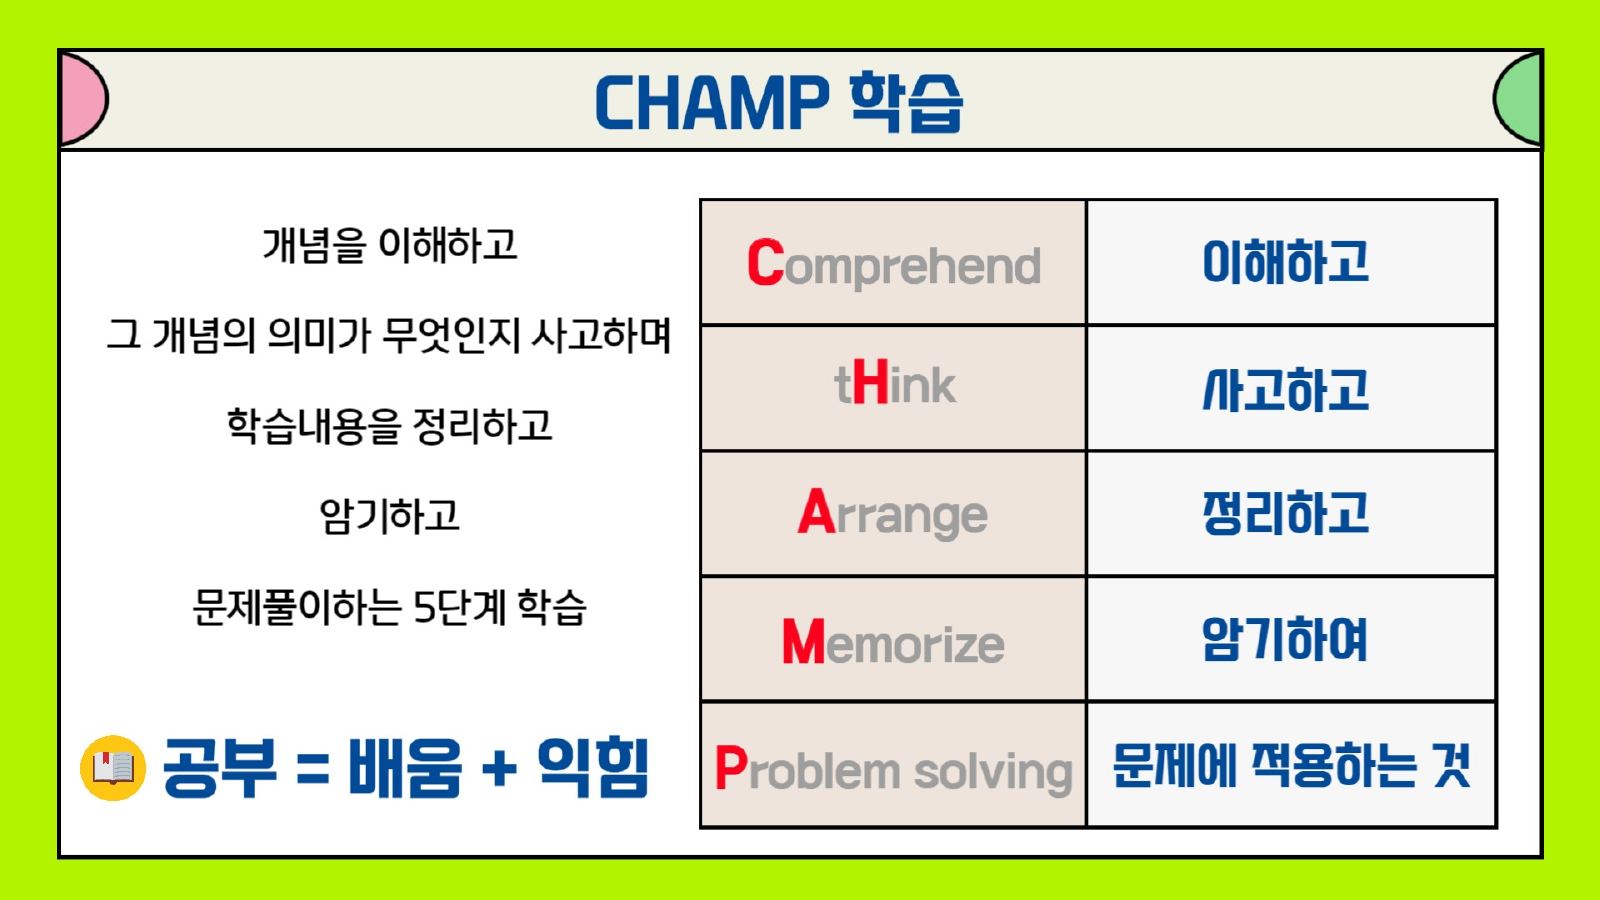 CHAMP 학습
개념을 이해하고
그 개념의 의미가 무엇인지 사고하며
학습내용을 정리하고
암기하고
문제풀이하는 5단계 학습
공부 = 배움 + 익힘
Comprehend 이해하고
tHink 사고하고
Arrange 정리하고
Memorize 암기하여
Problem solving 문제에 적용하는 것